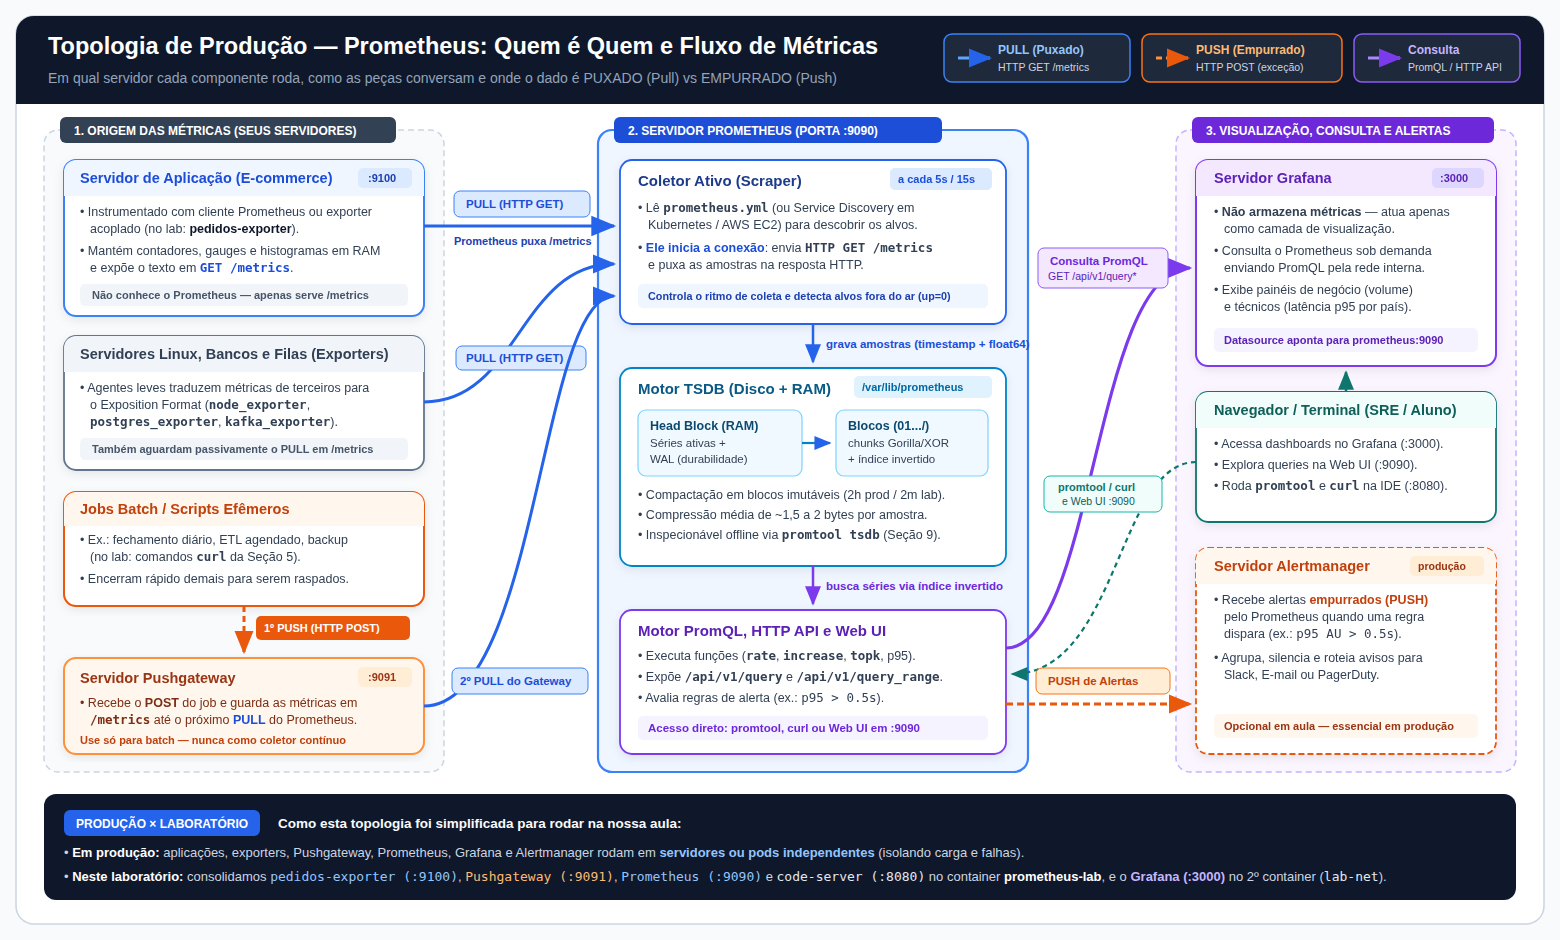 Topologia de Produção — Prometheus: Quem é Quem e Fluxo de Métricas
Em qual servidor cada componente roda, como as peças conversam e onde o dado é PUXADO (Pull) vs EMPURRADO (Push)
PULL (Puxado)
HTTP GET /metrics
PUSH (Empurrado)
HTTP POST (exceção)
Consulta
PromQL / HTTP API
1. ORIGEM DAS MÉTRICAS (SEUS SERVIDORES)
Servidor de Aplicação (E-commerce)
:9100
• Instrumentado com cliente Prometheus ou exporter
acoplado (no lab: pedidos-exporter).
• Mantém contadores, gauges e histogramas em RAM
e expõe o texto em GET /metrics.
Não conhece o Prometheus — apenas serve /metrics
Servidores Linux, Bancos e Filas (Exporters)
• Agentes leves traduzem métricas de terceiros para
o Exposition Format (node_exporter,
postgres_exporter, kafka_exporter).
Também aguardam passivamente o PULL em /metrics
Jobs Batch / Scripts Efêmeros
• Ex.: fechamento diário, ETL agendado, backup
(no lab: comandos curl da Seção 5).
• Encerram rápido demais para serem raspados.
1º PUSH (HTTP POST)
Servidor Pushgateway
:9091
• Recebe o POST do job e guarda as métricas em
/metrics até o próximo PULL do Prometheus.
Use só para batch — nunca como coletor contínuo
PULL (HTTP GET)
Prometheus puxa /metrics
PULL (HTTP GET)
2º PULL do Gateway
2. SERVIDOR PROMETHEUS (PORTA :9090)
Coletor Ativo (Scraper)
a cada 5s / 15s
• Lê prometheus.yml (ou Service Discovery em
Kubernetes / AWS EC2) para descobrir os alvos.
• Ele inicia a conexão: envia HTTP GET /metrics
e puxa as amostras na resposta HTTP.
Controla o ritmo de coleta e detecta alvos fora do ar (up=0)
grava amostras (timestamp + float64)
Motor TSDB (Disco + RAM)
/var/lib/prometheus
Head Block (RAM)
Séries ativas +
WAL (durabilidade)
Blocos (01.../)
chunks Gorilla/XOR
+ índice invertido
• Compactação em blocos imutáveis (2h prod / 2m lab).
• Compressão média de ~1,5 a 2 bytes por amostra.
• Inspecionável offline via promtool tsdb (Seção 9).
busca séries via índice invertido
Motor PromQL, HTTP API e Web UI
• Executa funções (rate, increase, topk, p95).
• Expõe /api/v1/query e /api/v1/query_range.
• Avalia regras de alerta (ex.: p95 > 0.5s).
Acesso direto: promtool, curl ou Web UI em :9090
Consulta PromQL
GET /api/v1/query*
promtool / curl
e Web UI :9090
PUSH de Alertas
3. VISUALIZAÇÃO, CONSULTA E ALERTAS
Servidor Grafana
:3000
• Não armazena métricas — atua apenas
como camada de visualização.
• Consulta o Prometheus sob demanda
enviando PromQL pela rede interna.
• Exibe painéis de negócio (volume)
e técnicos (latência p95 por país).
Datasource aponta para prometheus:9090
Navegador / Terminal (SRE / Aluno)
• Acessa dashboards no Grafana (:3000).
• Explora queries na Web UI (:9090).
• Roda promtool e curl na IDE (:8080).
Servidor Alertmanager
produção
• Recebe alertas empurrados (PUSH)
pelo Prometheus quando uma regra
dispara (ex.: p95 AU > 0.5s).
• Agrupa, silencia e roteia avisos para
Slack, E-mail ou PagerDuty.
Opcional em aula — essencial em produção
PRODUÇÃO × LABORATÓRIO
Como esta topologia foi simplificada para rodar na nossa aula:
• Em produção: aplicações, exporters, Pushgateway, Prometheus, Grafana e Alertmanager rodam em servidores ou pods independentes (isolando carga e falhas).
• Neste laboratório: consolidamos pedidos-exporter (:9100), Pushgateway (:9091), Prometheus (:9090) e code-server (:8080) no container prometheus-lab, e o Grafana (:3000) no 2º container (lab-net).